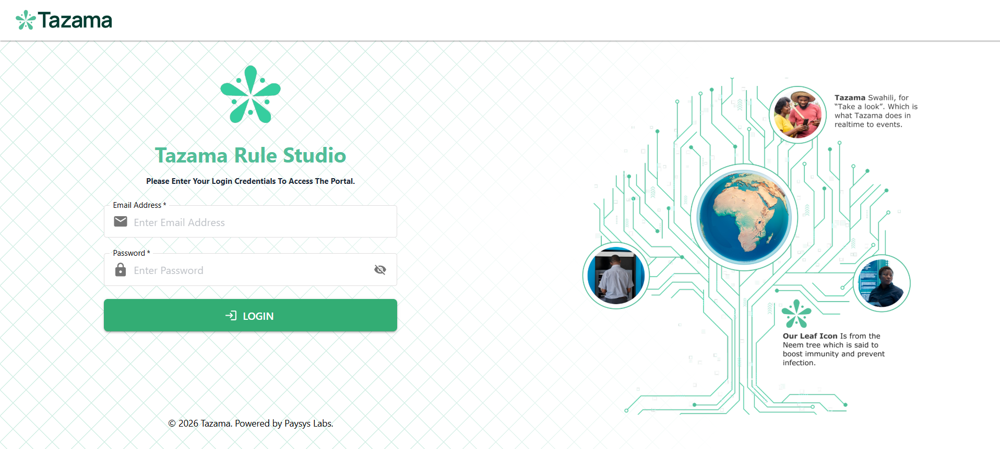 Tazama
Tazama Rule Studio
Please Enter Your Login Credentials To Access The Portal.
Email Address *
Enter Email Address
Password *
Enter Password
LOGIN
© 2026 Tazama. Powered by Paysys Labs.
Tazama Swahili, for
“Take a look”. Which is
what Tazama does in
realtime to events.
Our Leaf Icon Is from the
Neem tree which is said to
boost immunity and prevent
infection.